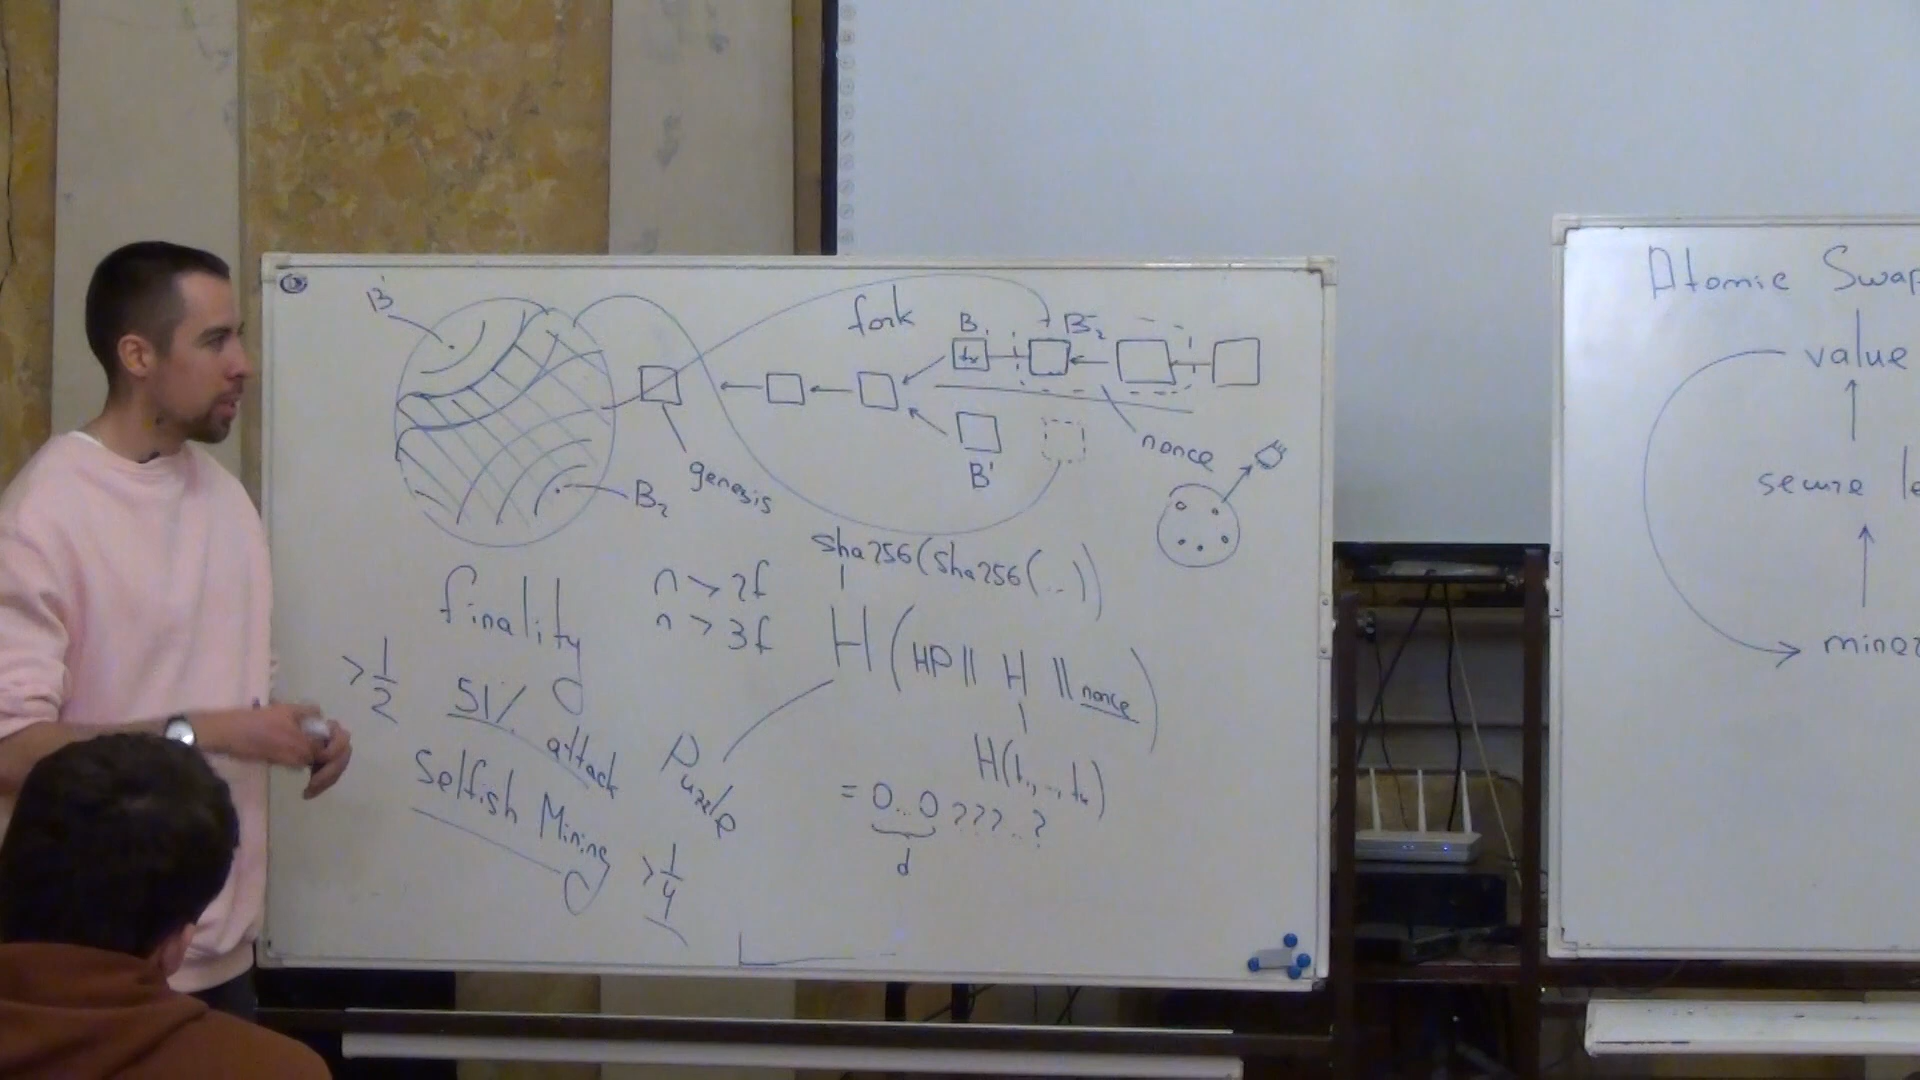 B'
fork
B₁
B₂
tx
genesis
B'
nonce
B₂
sha256(sha256(...))
finality
n > 2f
n > 3f
H(HP || H || nonce)
> 1/2
51%
attack
H(t₁, ..., tₖ)
Puzzle
Selfish Mining
= 0...0???...?
d
> 1/4
Atomic Swap
value
secure